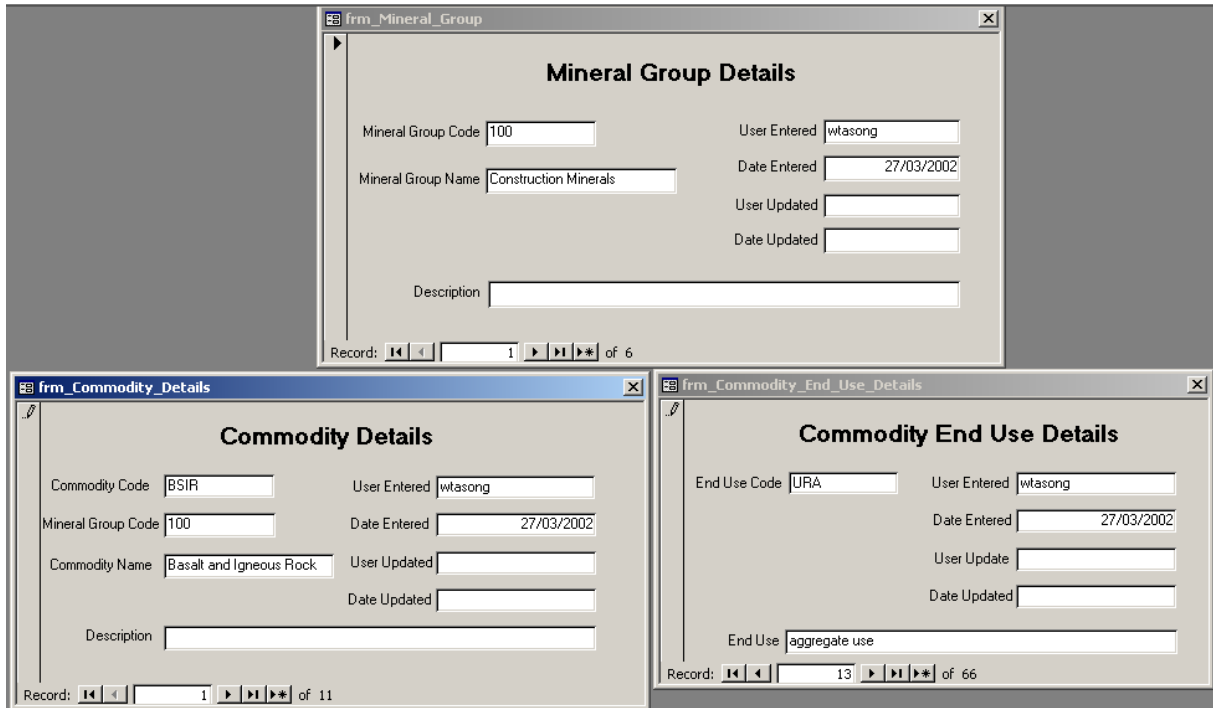 frm_Mineral_Group
Mineral Group Details
Mineral Group Code 100
User Entered wtasong
Date Entered 27/03/2002
Mineral Group Name Construction Minerals
User Updated
Date Updated
Description
Record: 1 of 6
frm_Commodity_Details
Commodity Details
Commodity Code BSIR
User Entered wtasong
Mineral Group Code 100
Date Entered 27/03/2002
Commodity Name Basalt and Igneous Rock
User Updated
Date Updated
Description
Record: 1 of 11
frm_Commodity_End_Use_Details
Commodity End Use Details
End Use Code URA
User Entered wtasong
Date Entered 27/03/2002
User Update
Date Updated
End Use aggregate use
Record: 13 of 66